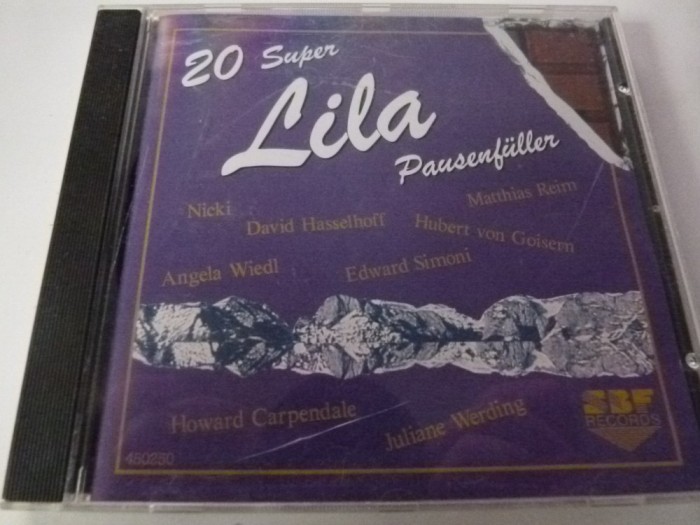 20 Super
Lila
Pausenfüller
Matthias Reim
Nicki
David Hasselhoff
Hubert von Goisern
Angela Wiedl
Edward Simoni
Howard Carpendale
Juliane Werding
SBF
RECORDS
480280